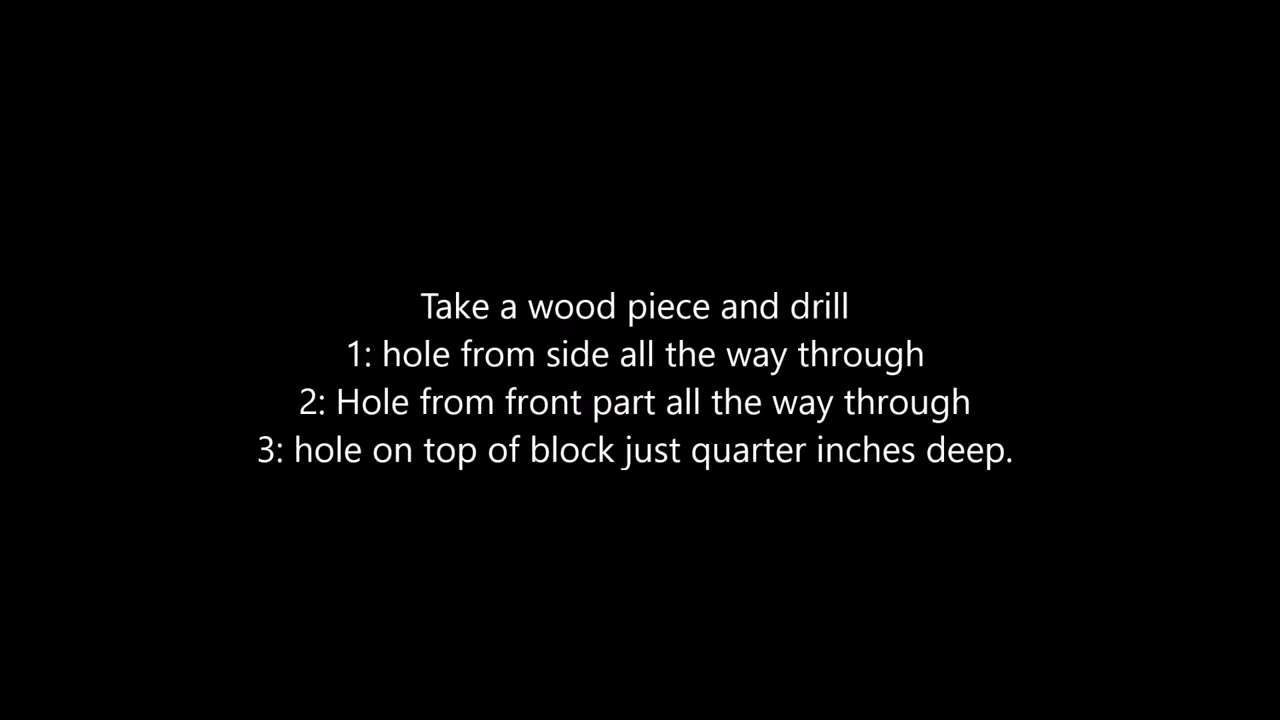 Take a wood piece and drill
1: hole from side all the way through
2: Hole from front part all the way through
3: hole on top of block just quarter inches deep.